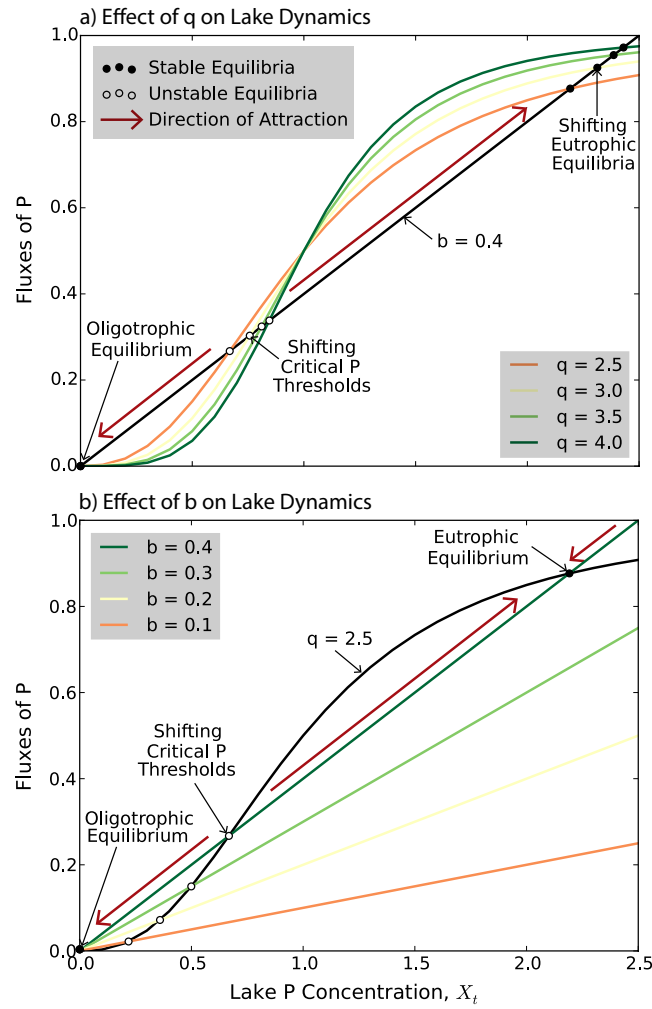 a) Effect of q on Lake Dynamics
1.0
0.8
0.6
0.4
0.2
0.0
Fluxes of P
Stable Equilibria
Unstable Equilibria
Direction of Attraction
Shifting
Eutrophic
Equilibria
b = 0.4
Oligotrophic
Equilibrium
Shifting
Critical P
Thresholds
q = 2.5
q = 3.0
q = 3.5
q = 4.0
b) Effect of b on Lake Dynamics
1.0
0.8
0.6
0.4
0.2
0.0
Fluxes of P
b = 0.4
b = 0.3
b = 0.2
b = 0.1
Eutrophic
Equilibrium
q = 2.5
Shifting
Critical P
Thresholds
Oligotrophic
Equilibrium
0.0 0.5 1.0 1.5 2.0 2.5
Lake P Concentration, Xₜ